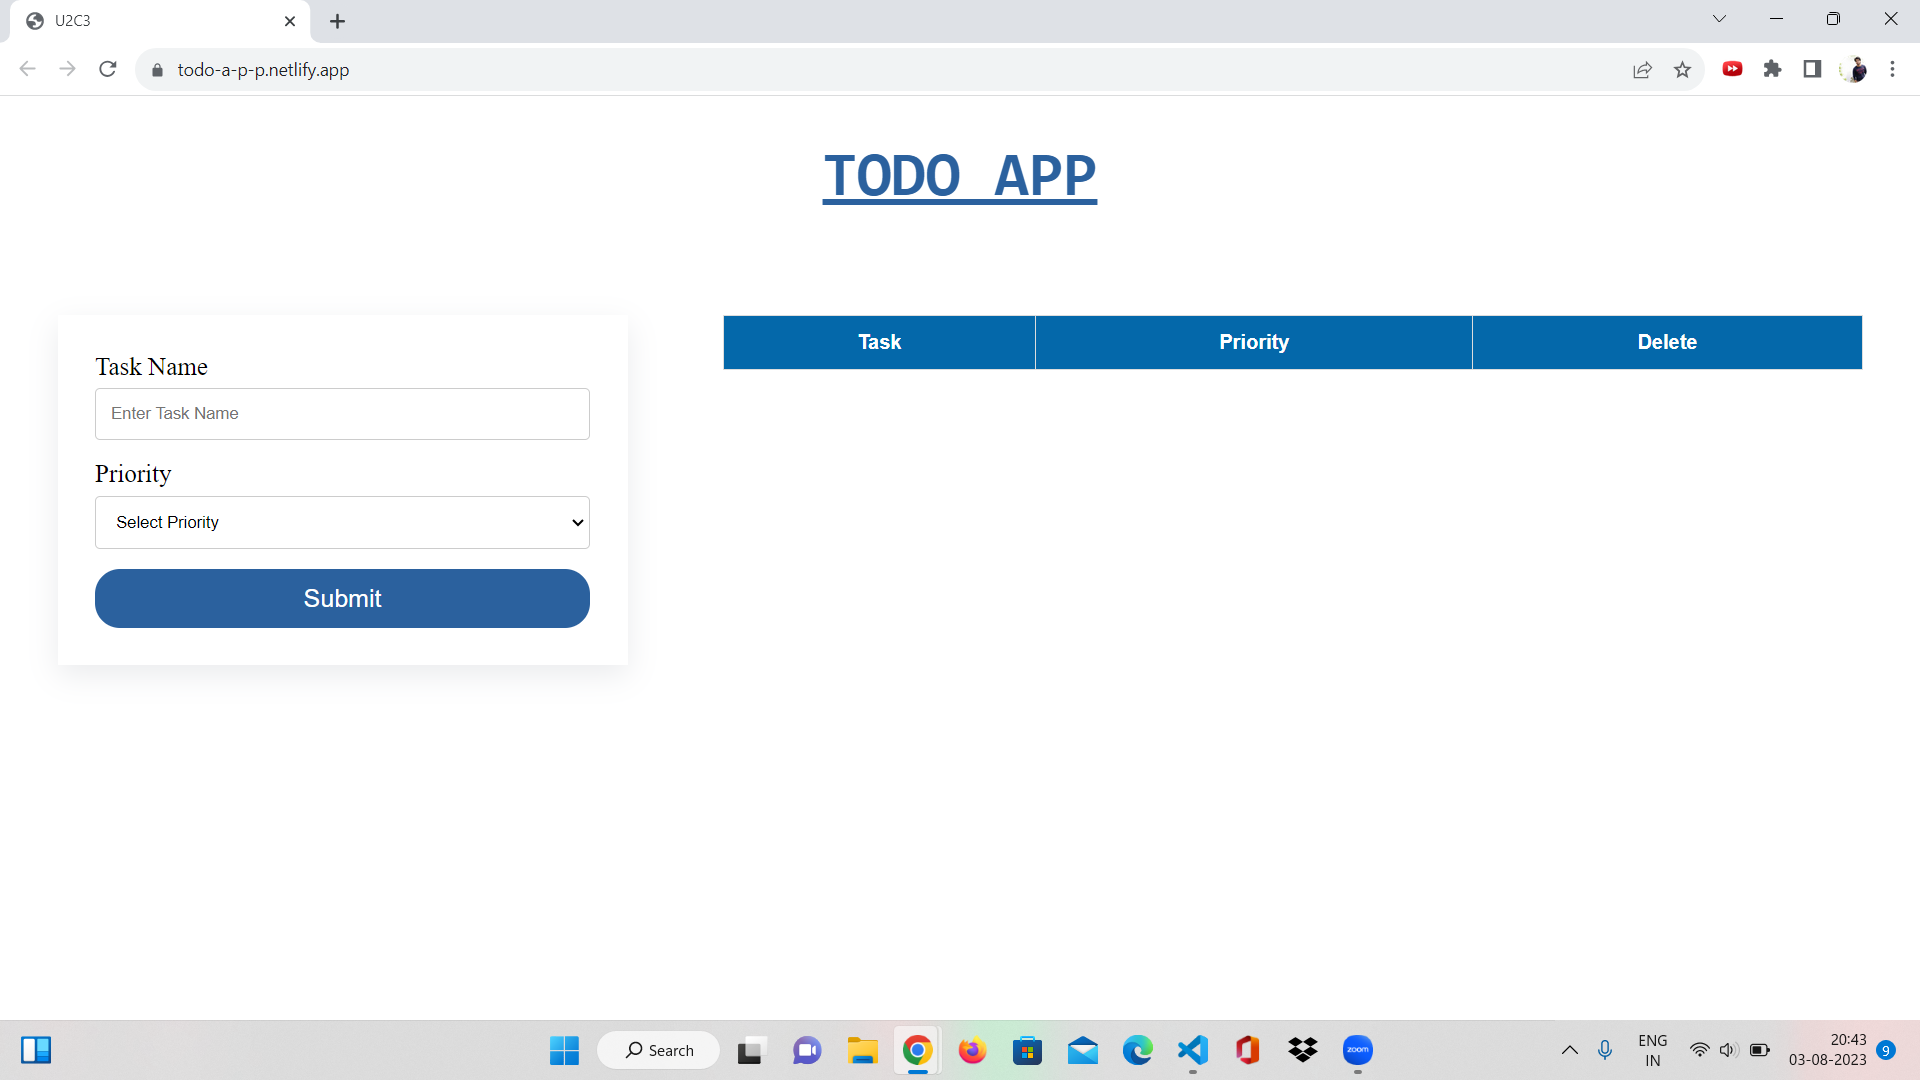 U2C3
todo-a-p-p.netlify.app
TODO APP
Task Name
Enter Task Name
Priority
Select Priority
Submit
Task Priority Delete
Search
zoom
ENG
IN
20:43
03-08-2023
9